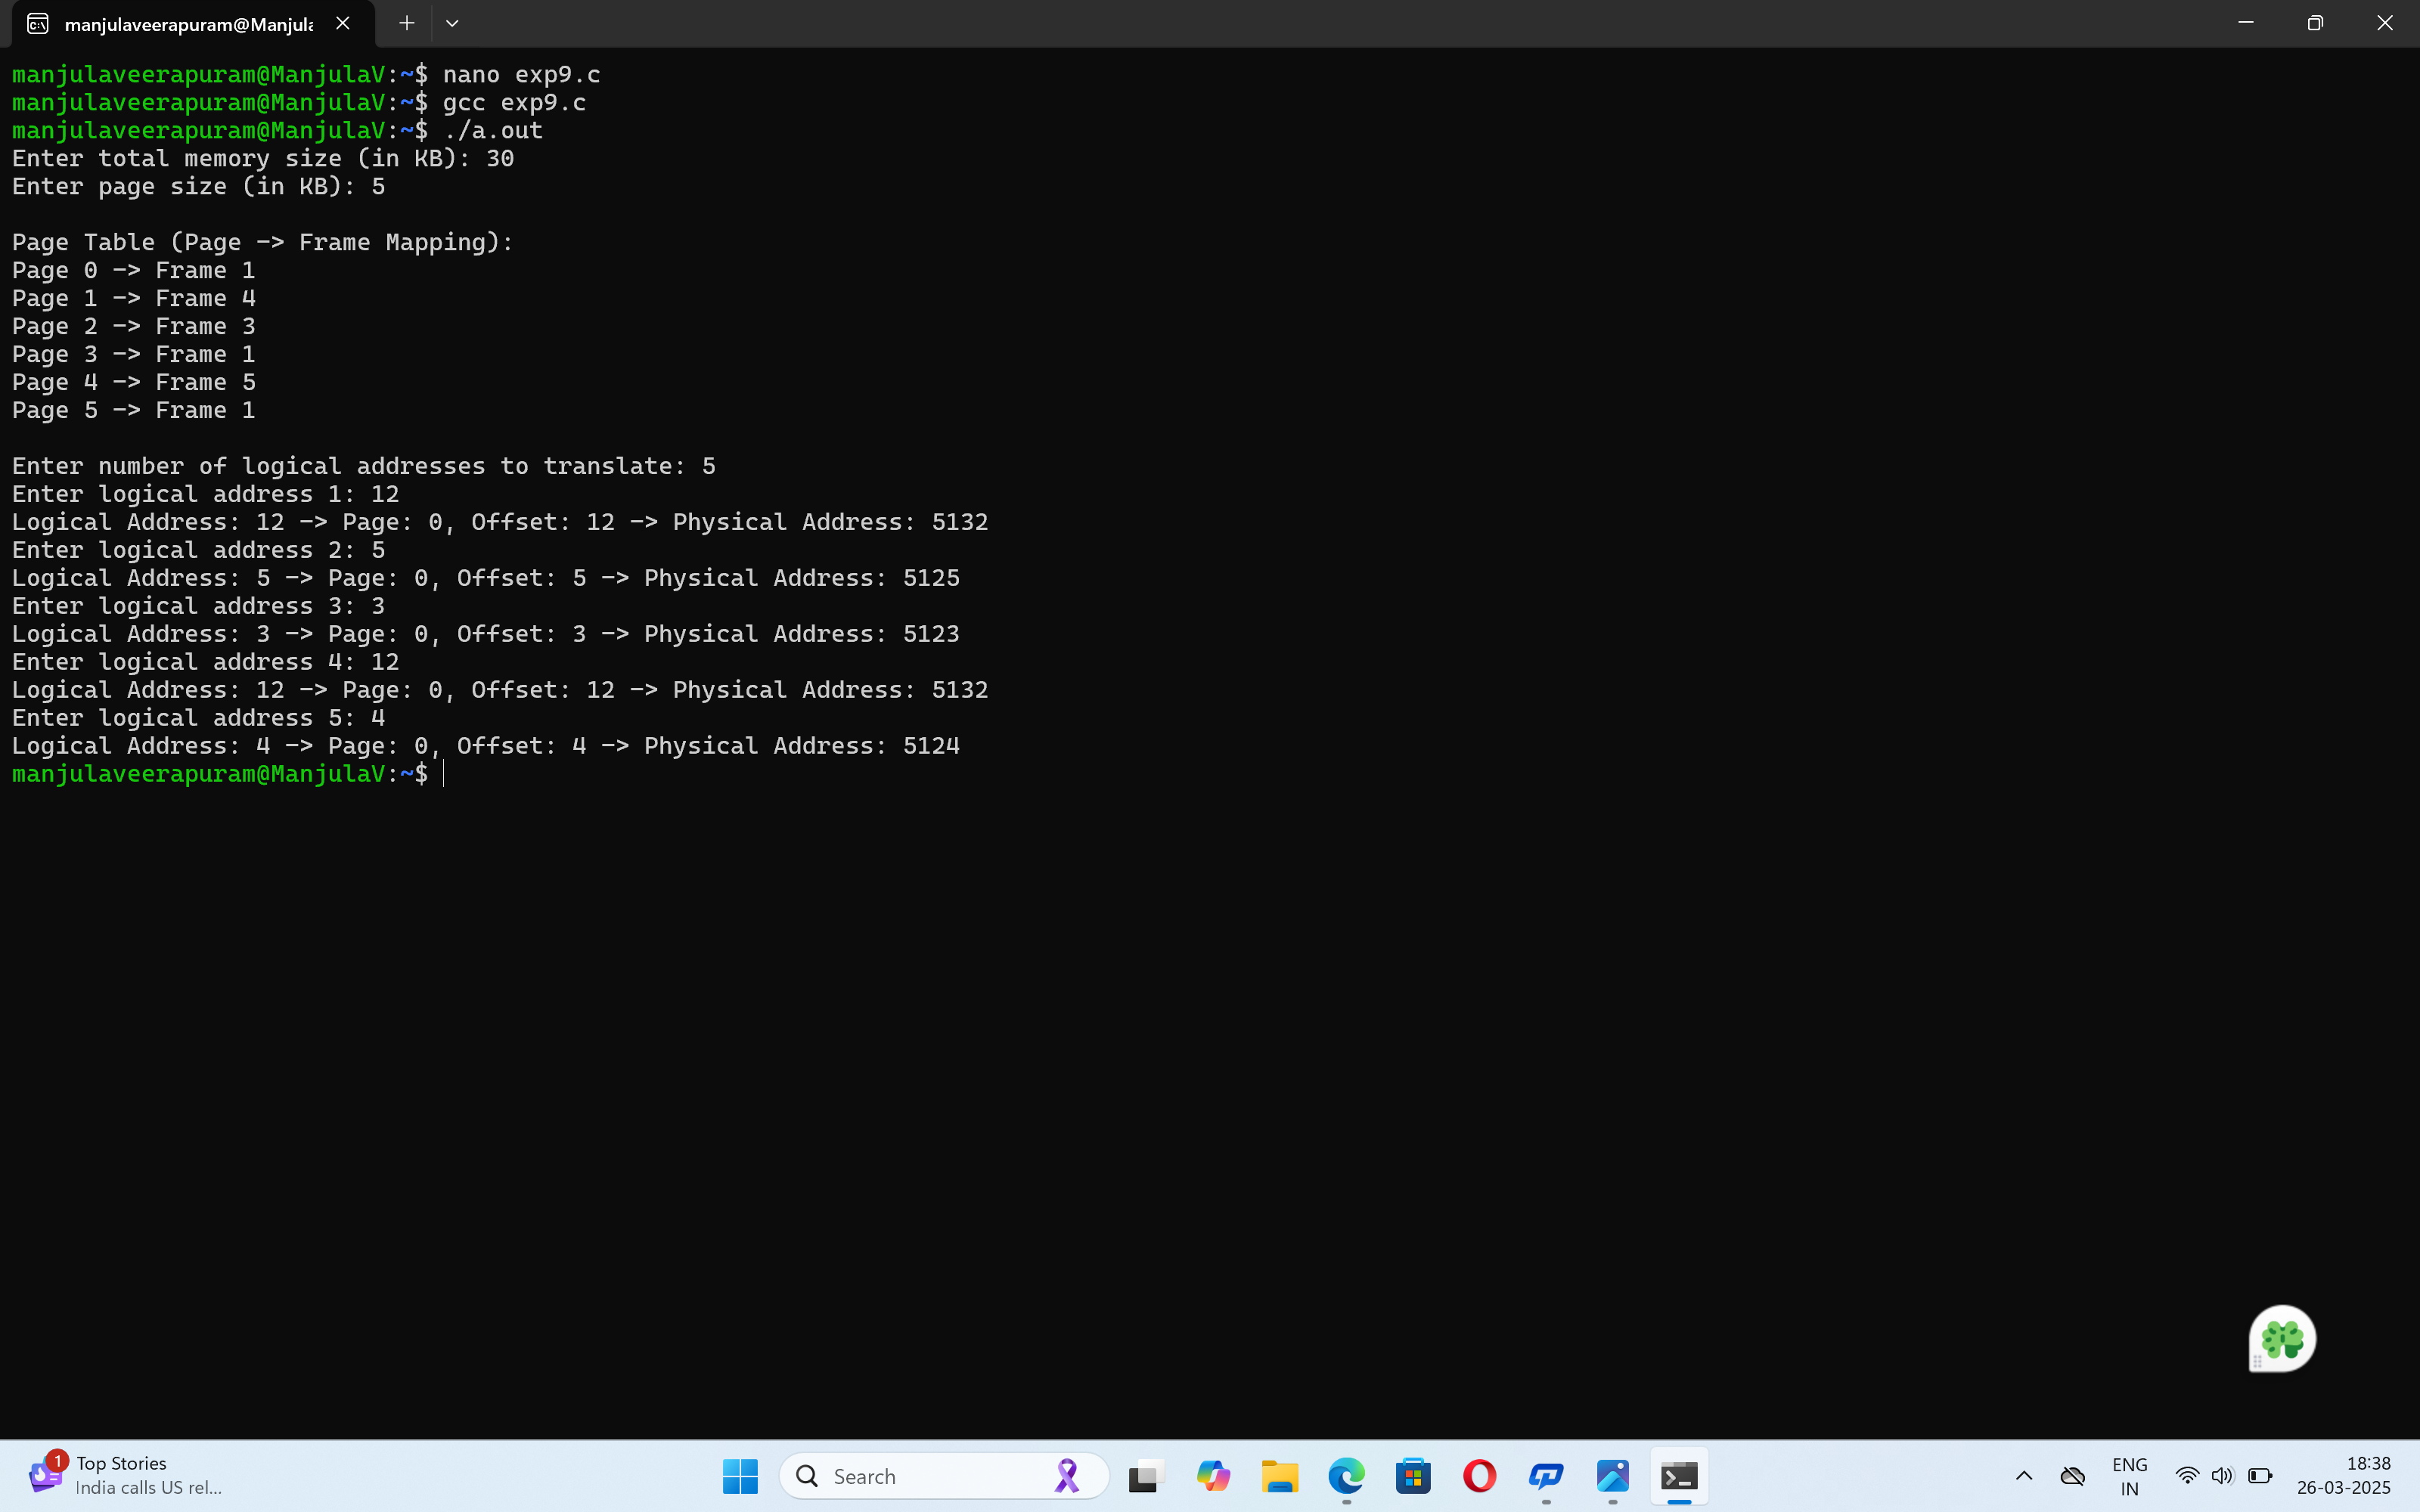 manjulaveerapuram@Manjula
manjulaveerapuram@ManjulaV:~$ nano exp9.c
manjulaveerapuram@ManjulaV:~$ gcc exp9.c
manjulaveerapuram@ManjulaV:~$ ./a.out
Enter total memory size (in KB): 30
Enter page size (in KB): 5
Page Table (Page -> Frame Mapping):
Page 0 -> Frame 1
Page 1 -> Frame 4
Page 2 -> Frame 3
Page 3 -> Frame 1
Page 4 -> Frame 5
Page 5 -> Frame 1
Enter number of logical addresses to translate: 5
Enter logical address 1: 12
Logical Address: 12 -> Page: 0, Offset: 12 -> Physical Address: 5132
Enter logical address 2: 5
Logical Address: 5 -> Page: 0, Offset: 5 -> Physical Address: 5125
Enter logical address 3: 3
Logical Address: 3 -> Page: 0, Offset: 3 -> Physical Address: 5123
Enter logical address 4: 12
Logical Address: 12 -> Page: 0, Offset: 12 -> Physical Address: 5132
Enter logical address 5: 4
Logical Address: 4 -> Page: 0, Offset: 4 -> Physical Address: 5124
manjulaveerapuram@ManjulaV:~$
1
Top Stories
India calls US rel...
Search
ENG
IN
18:38
26-03-2025